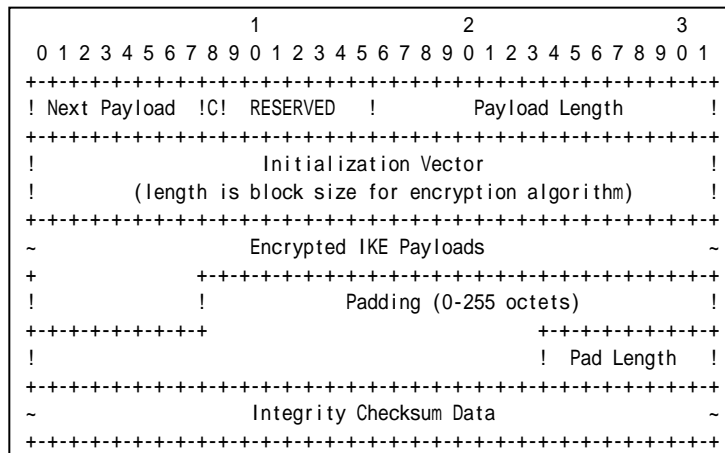 1                   2                   3
 0 1 2 3 4 5 6 7 8 9 0 1 2 3 4 5 6 7 8 9 0 1 2 3 4 5 6 7 8 9 0 1
+-+-+-+-+-+-+-+-+-+-+-+-+-+-+-+-+-+-+-+-+-+-+-+-+-+-+-+-+-+-+-+-+
! Next Payload  !C!  RESERVED   !         Payload Length        !
+-+-+-+-+-+-+-+-+-+-+-+-+-+-+-+-+-+-+-+-+-+-+-+-+-+-+-+-+-+-+-+-+
!                     Initialization Vector                     !
!         (length is block size for encryption algorithm)       !
+-+-+-+-+-+-+-+-+-+-+-+-+-+-+-+-+-+-+-+-+-+-+-+-+-+-+-+-+-+-+-+-+
~                    Encrypted IKE Payloads                     ~
+               +-+-+-+-+-+-+-+-+-+-+-+-+-+-+-+-+-+-+-+-+-+-+-+-+
!               !             Padding (0-255 octets)            !
+-+-+-+-+-+-+-+-+                               +-+-+-+-+-+-+-+-+
!                                               !  Pad Length   !
+-+-+-+-+-+-+-+-+-+-+-+-+-+-+-+-+-+-+-+-+-+-+-+-+-+-+-+-+-+-+-+-+
~                    Integrity Checksum Data                    ~
+-+-+-+-+-+-+-+-+-+-+-+-+-+-+-+-+-+-+-+-+-+-+-+-+-+-+-+-+-+-+-+-+